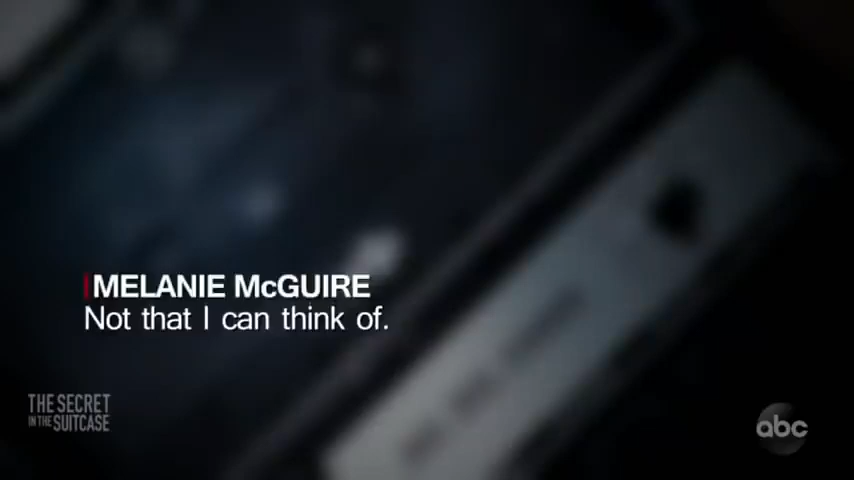 MELANIE McGUIRE
Not that I can think of.
THE SECRET
IN THE SUITCASE
abc